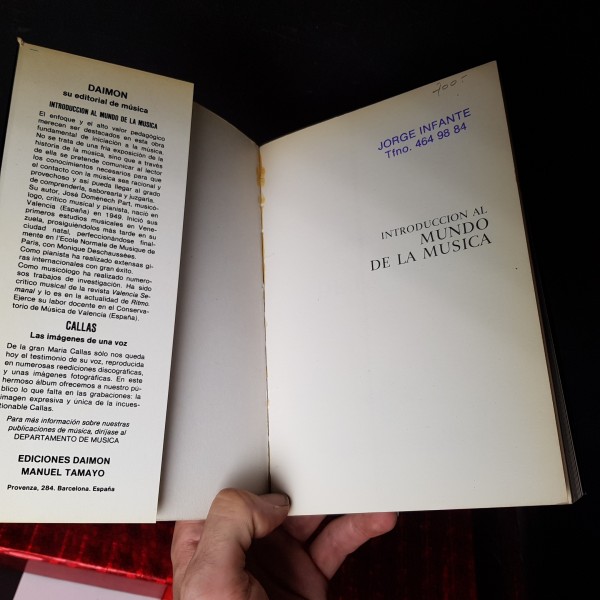 DAIMON
su editorial de música
INTRODUCCION AL MUNDO DE LA MUSICA
El enfoque y el alto valor pedagógico
merecen ser destacados en esta obra
fundamental de iniciación a la música.
No se trata de una fría exposición de la
historia de la música, sino que a través
de ella se pretende comunicar al lector
los conocimientos necesarios para que
el contacto con la música sea racional y
provechoso y así pueda llegar al grado
de comprenderla, saborearla y juzgarla.
Su autor, José Doménech Part, musicó-
logo, crítico musical y pianista, nació en
Valencia (España) en 1949. Inició sus
primeros estudios musicales en Vene-
zuela, prosiguiéndolos más tarde en su
ciudad natal, perfeccionándose final-
mente en l'Ecole Normale de Musique de
París, con Monique Deschaussées.
Como pianista ha realizado extensas gi-
ras internacionales con gran éxito.
Como musicólogo ha realizado numero-
sos trabajos de investigación. Ha sido
crítico musical de la revista Valencia Se-
manal y lo es en la actualidad de Ritmo.
Ejerce su labor docente en el Conserva-
torio de Música de Valencia (España).
CALLAS
Las imágenes de una voz
De la gran Maria Callas sólo nos queda
hoy el testimonio de su voz, reproducida
en numerosas reediciones discográficas,
y unas imágenes fotográficas. En este
hermoso álbum ofrecemos a nuestro pú-
blico lo que falta en las grabaciones: la
imagen expresiva y única de la incues-
tionable Callas.
Para más información sobre nuestras
publicaciones de música, diríjase al
DEPARTAMENTO DE MUSICA
EDICIONES DAIMON
MANUEL TAMAYO
Provenza, 284. Barcelona. España
400-
JORGE INFANTE
Tfno. 464 98 84
INTRODUCCION AL
MUNDO
DE LA MUSICA